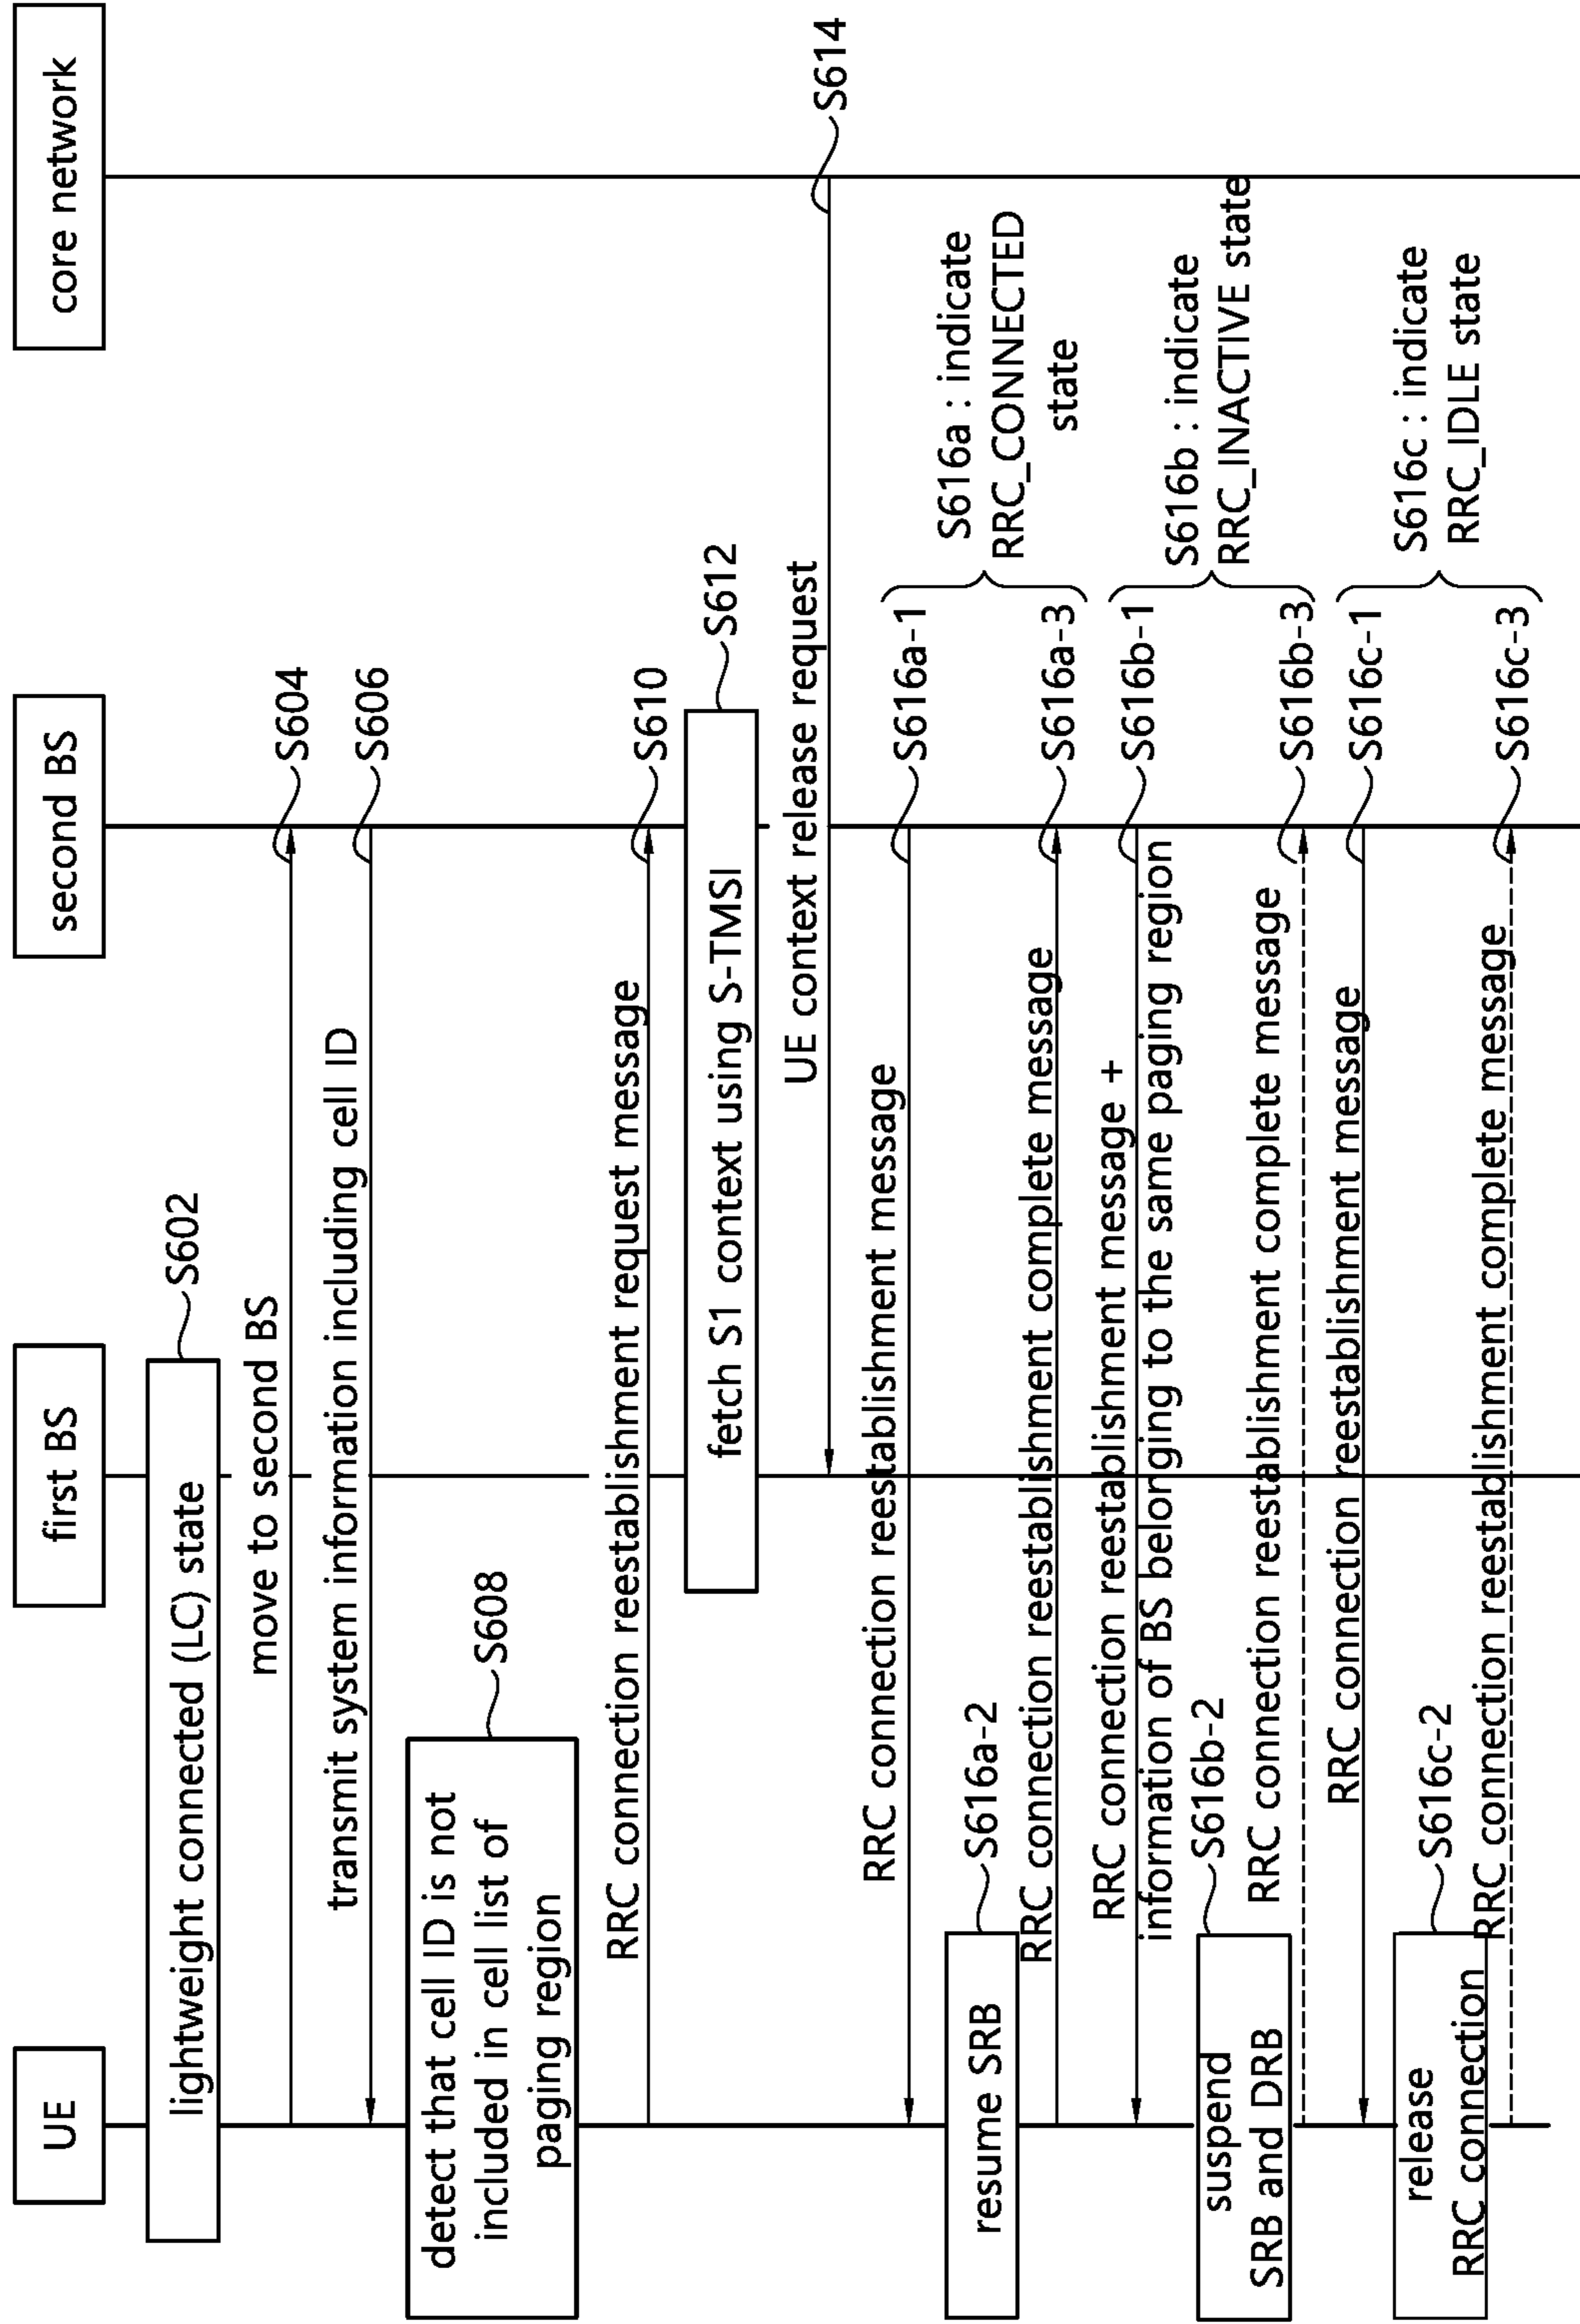 UE
first BS
second BS
core network
lightweight connected (LC) state
S602
move to second BS
S604
transmit system information including cell ID
S606
detect that cell ID is not
included in cell list of
paging region
S608
RRC connection reestablishment request message
S610
fetch S1 context using S-TMSI
S612
UE context release request
S614
RRC connection reestablishment message
S616a-1
resume SRB
S616a-2
RRC connection reestablishment complete message
S616a-3
S616a : indicate
RRC_CONNECTED
state
RRC connection reestablishment message +
information of BS belonging to the same paging region
S616b-1
suspend
SRB and DRB
S616b-2
RRC connection reestablishment complete message
S616b-3
S616b : indicate
RRC_INACTIVE state
RRC connection reestablishment message
S616c-1
release
RRC connection
S616c-2
RRC connection reestablishment complete message
S616c-3
S616c : indicate
RRC_IDLE state